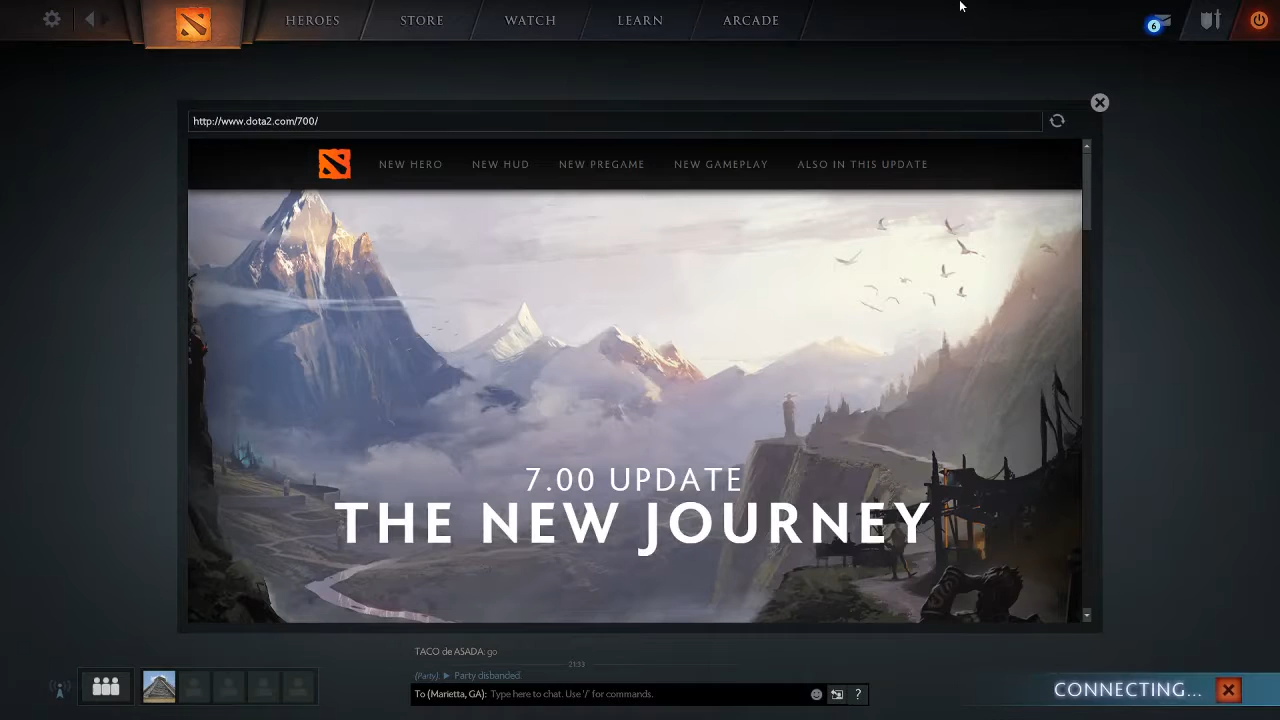 HEROES STORE WATCH LEARN ARCADE
6
http://www.dota2.com/700/
NEW HERO NEW HUD NEW PREGAME NEW GAMEPLAY ALSO IN THIS UPDATE
7.00 UPDATE
THE NEW JOURNEY
TACO de ASADA: go
21:33
(Party): Party disbanded.
To (Marietta, GA): Type here to chat. Use '/' for commands.
?
CONNECTING...